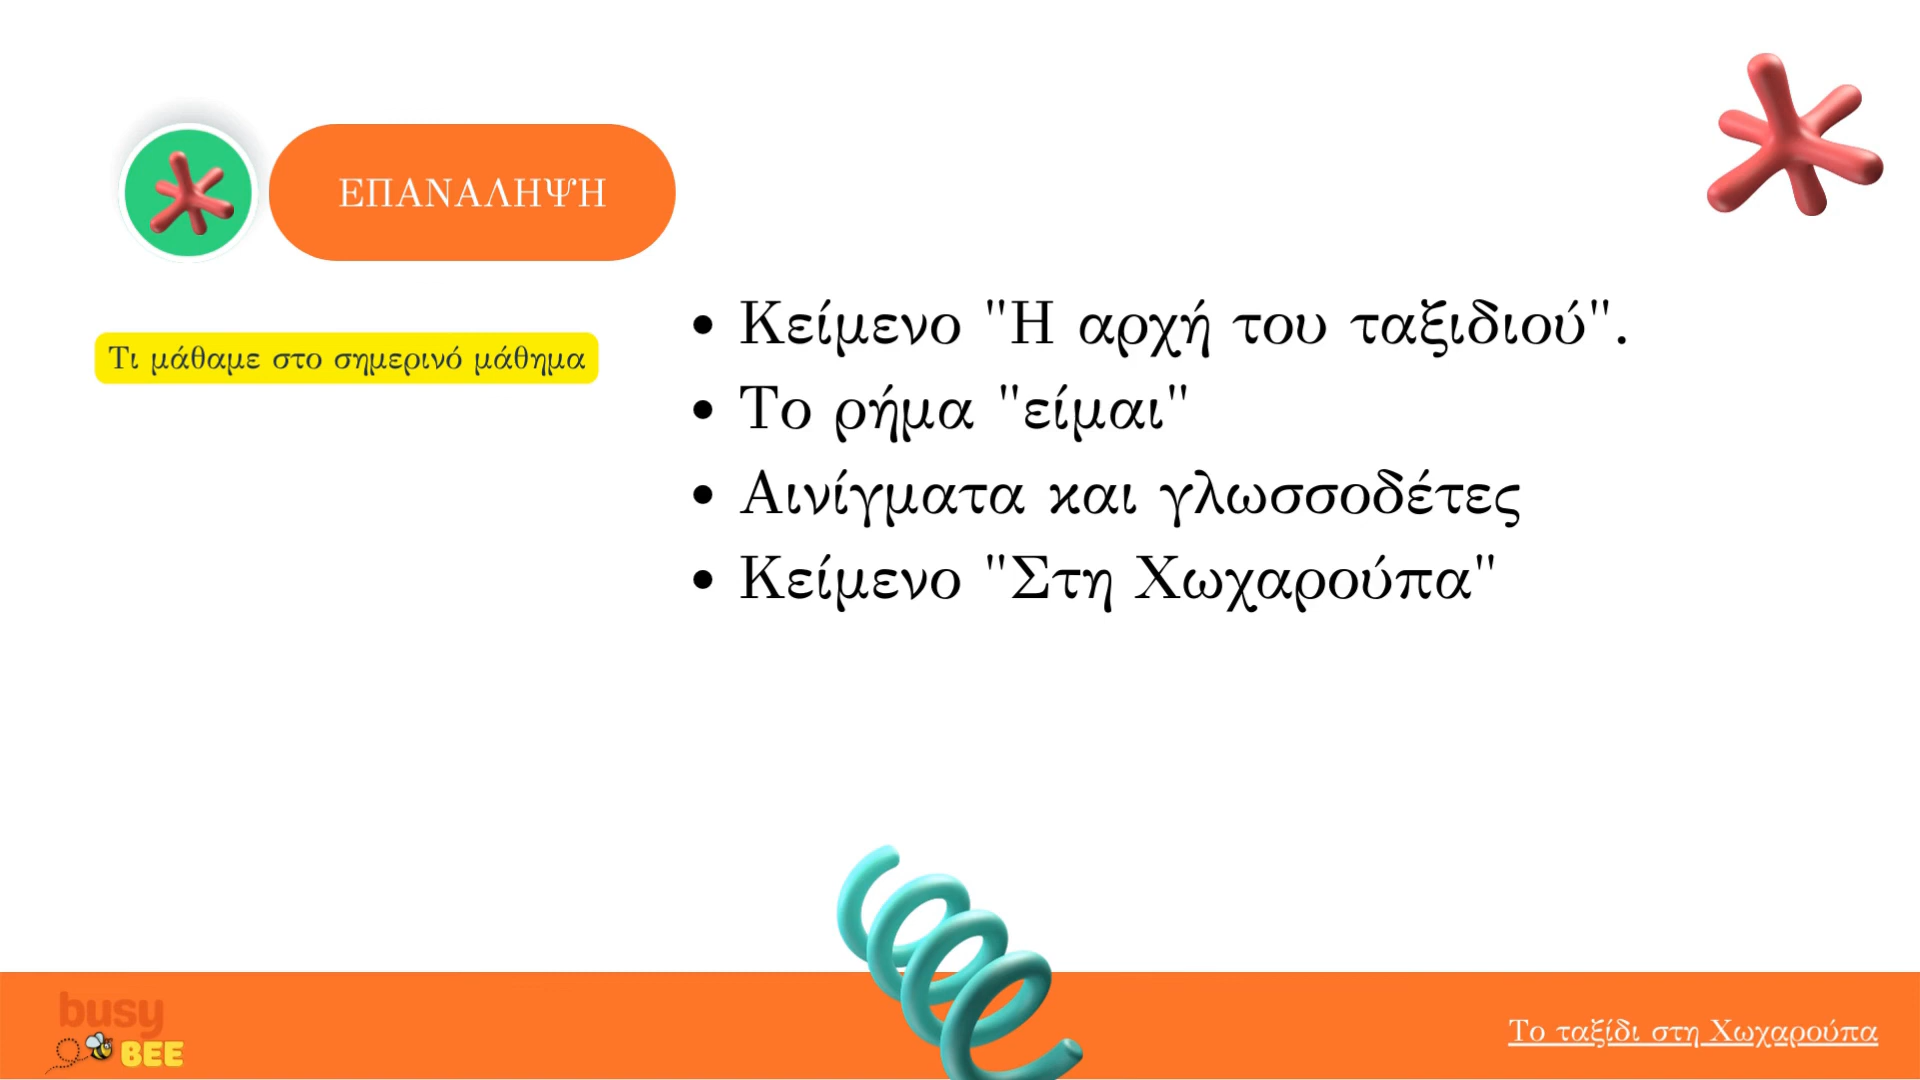 ΕΠΑΝΑΛΗΨΗ
Τι μάθαμε στο σημερινό μάθημα
• Κείμενο "Η αρχή του ταξιδιού".
• Το ρήμα "είμαι"
• Αινίγματα και γλωσσοδέτες
• Κείμενο "Στη Χωχαρούπα"
busy
BEE
Το ταξίδι στη Χωχαρούπα